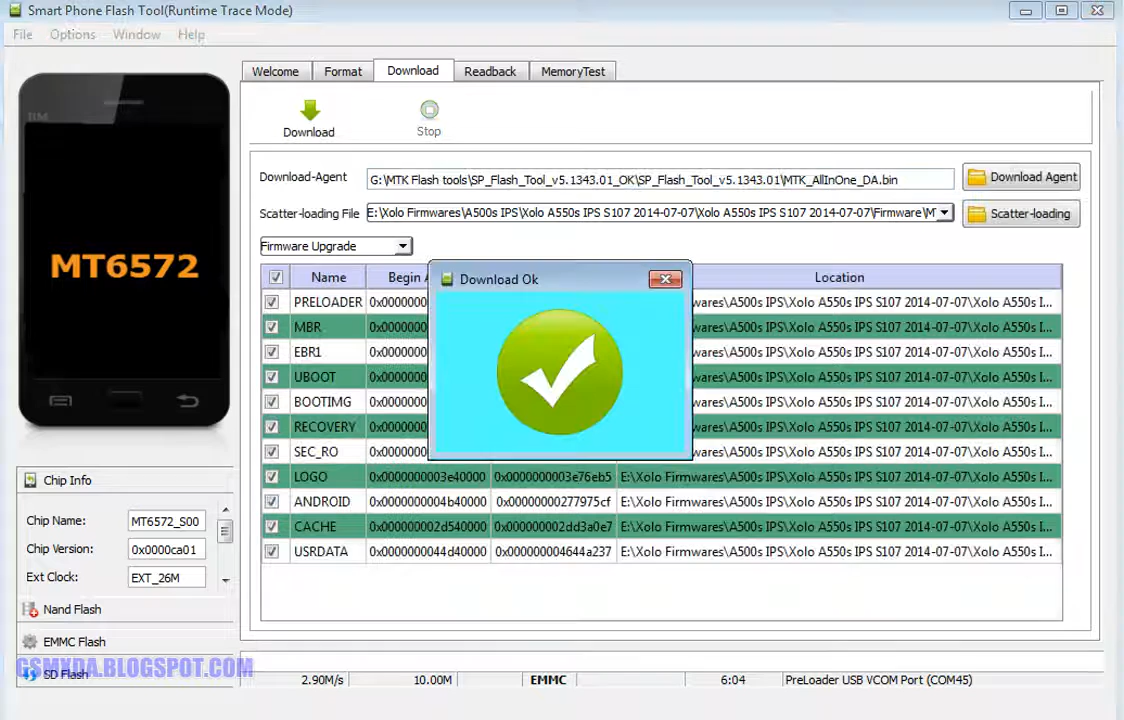 Smart Phone Flash Tool(Runtime Trace Mode)
File Options Window Help
Welcome Format Download Readback MemoryTest
Download Stop
Download-Agent G:\MTK Flash tools\SP_Flash_Tool_v5.1343.01_OK\SP_Flash_Tool_v5.1343.01\MTK_AllInOne_DA.bin Download Agent
Scatter-loading File E:\Xolo Firmwares\A500s IPS\Xolo A550s IPS S107 2014-07-07\Xolo A550s IPS S107 2014-07-07\Firmware\M Scatter-loading
Firmware Upgrade
MT6572
Download Ok
Name Begin A Location
PRELOADER 0x0000000 wares\A500s IPS\Xolo A550s IPS S107 2014-07-07\Xolo A550s I...
MBR 0x0000000 wares\A500s IPS\Xolo A550s IPS S107 2014-07-07\Xolo A550s I...
EBR1 0x0000000 wares\A500s IPS\Xolo A550s IPS S107 2014-07-07\Xolo A550s I...
UBOOT 0x0000000 wares\A500s IPS\Xolo A550s IPS S107 2014-07-07\Xolo A550s I...
BOOTIMG 0x0000000 wares\A500s IPS\Xolo A550s IPS S107 2014-07-07\Xolo A550s I...
RECOVERY 0x0000000 wares\A500s IPS\Xolo A550s IPS S107 2014-07-07\Xolo A550s I...
SEC_RO 0x0000000 wares\A500s IPS\Xolo A550s IPS S107 2014-07-07\Xolo A550s I...
LOGO 0x0000000003e40000 0x0000000003e76eb5 E:\Xolo Firmwares\A500s IPS\Xolo A550s IPS S107 2014-07-07\Xolo A550s I...
ANDROID 0x0000000004b40000 0x00000000277975cf E:\Xolo Firmwares\A500s IPS\Xolo A550s IPS S107 2014-07-07\Xolo A550s I...
CACHE 0x000000002d540000 0x000000002dd3a0e7 E:\Xolo Firmwares\A500s IPS\Xolo A550s IPS S107 2014-07-07\Xolo A550s I...
USRDATA 0x0000000044d40000 0x000000004644a237 E:\Xolo Firmwares\A500s IPS\Xolo A550s IPS S107 2014-07-07\Xolo A550s I...
Chip Info
Chip Name: MT6572_S00
Chip Version: 0x0000ca01
Ext Clock: EXT_26M
Nand Flash
EMMC Flash
GSMXDA.BLOGSPOT.COM
SD Flash
2.90M/s 10.00M EMMC 6:04 PreLoader USB VCOM Port (COM45)